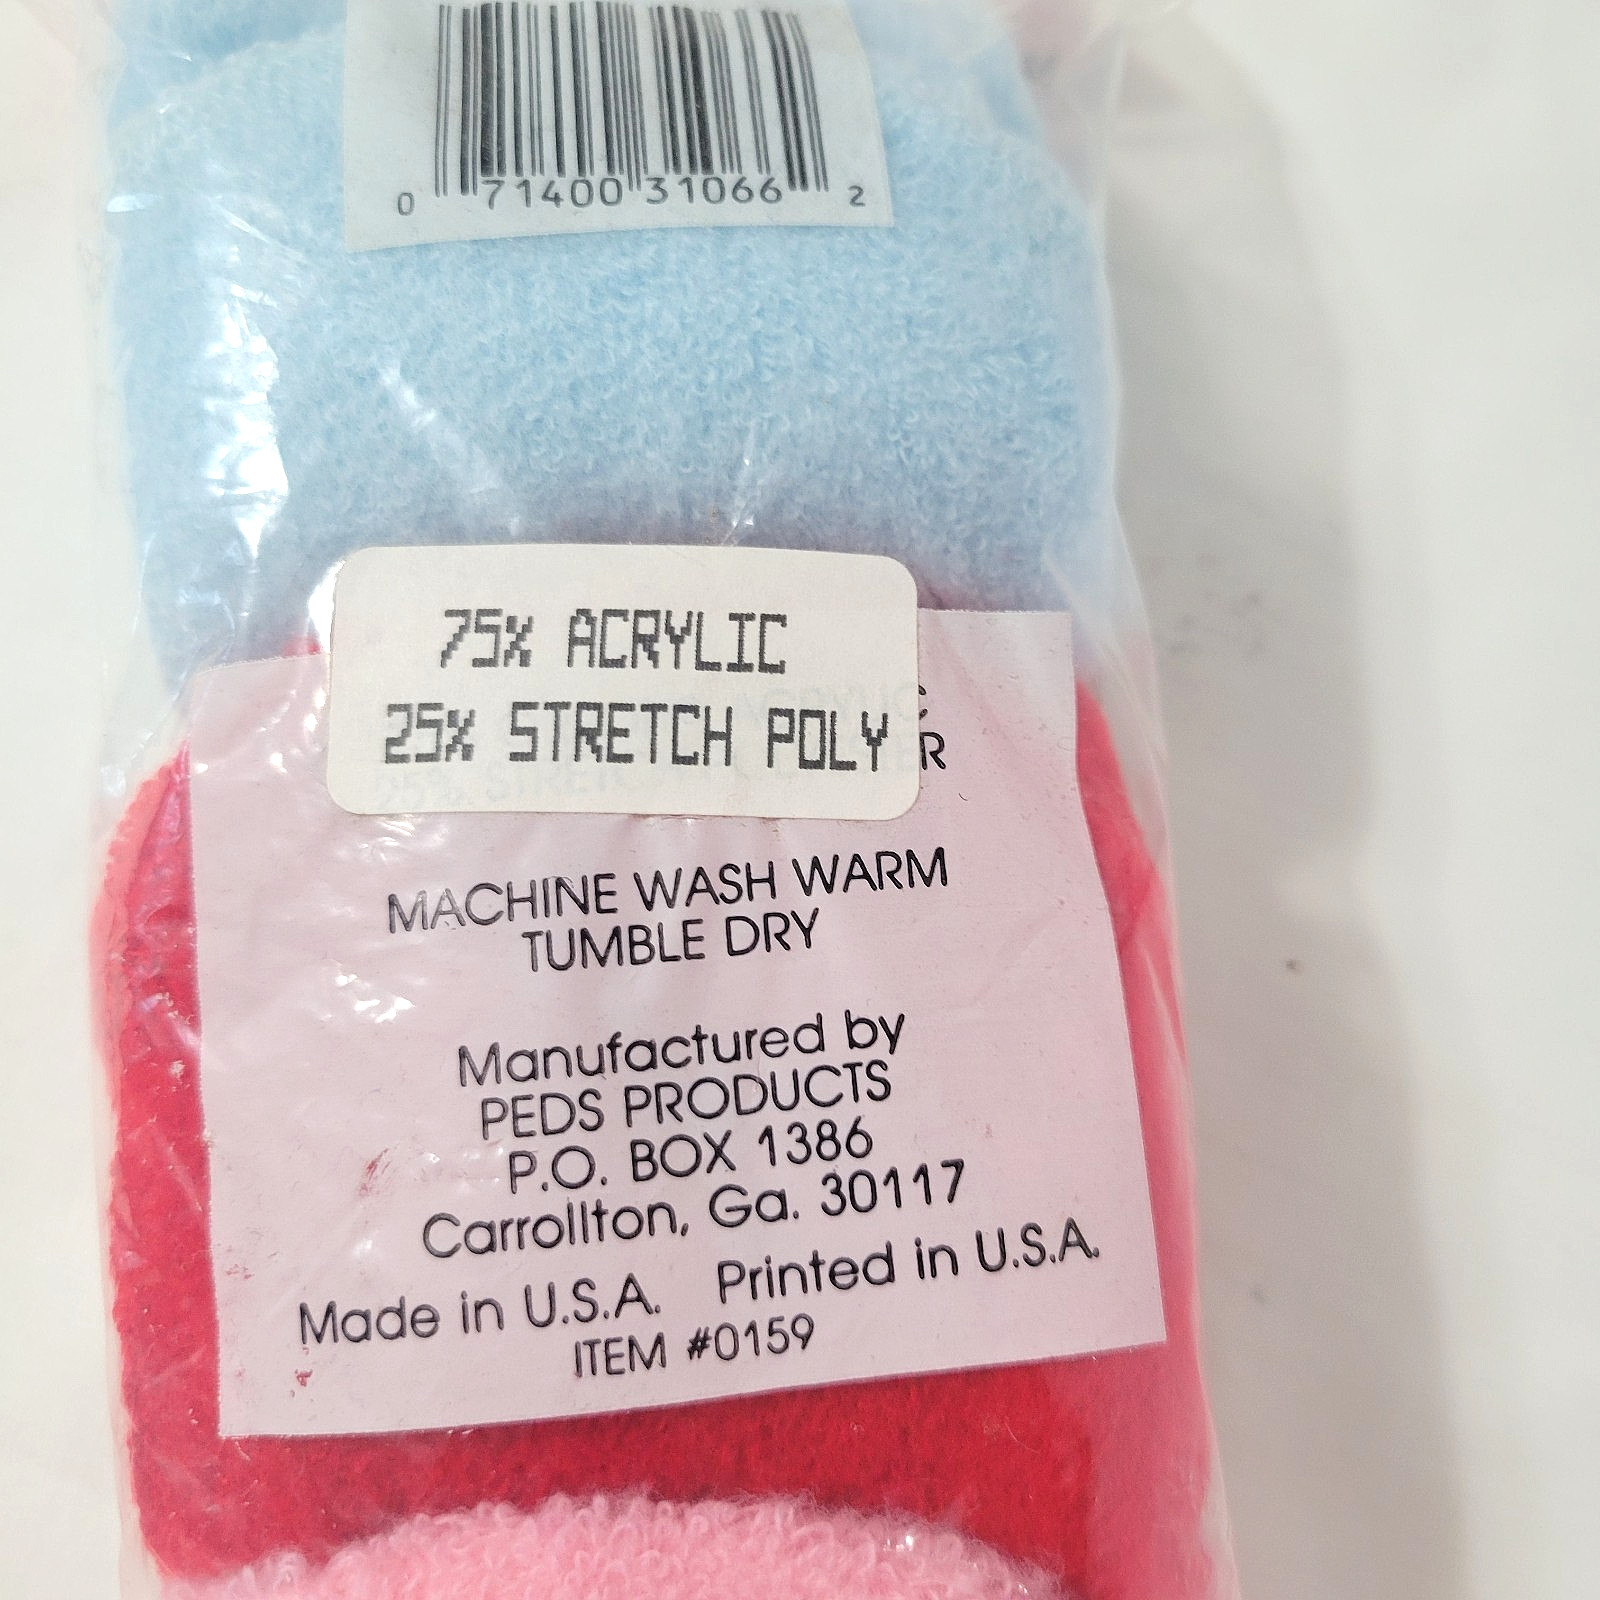 0 71400 31066 2
75% ACRYLIC
25% STRETCH POLY
MACHINE WASH WARM
TUMBLE DRY
Manufactured by
PEDS PRODUCTS
P.O. BOX 1386
Carrollton, Ga. 30117
Made in U.S.A. Printed in U.S.A.
ITEM #0159